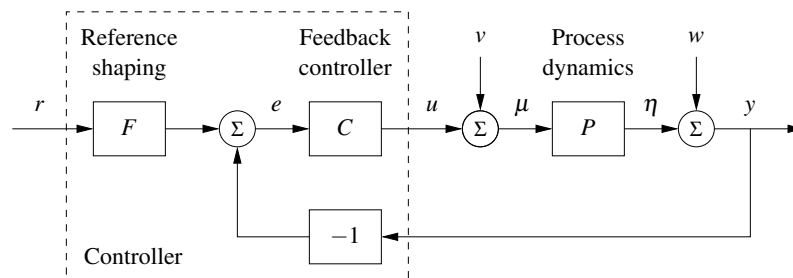 Reference
shaping
Feedback
controller
v
Process
dynamics
w
r
F
Σ
e
C
u
Σ
μ
P
η
Σ
y
−1
Controller